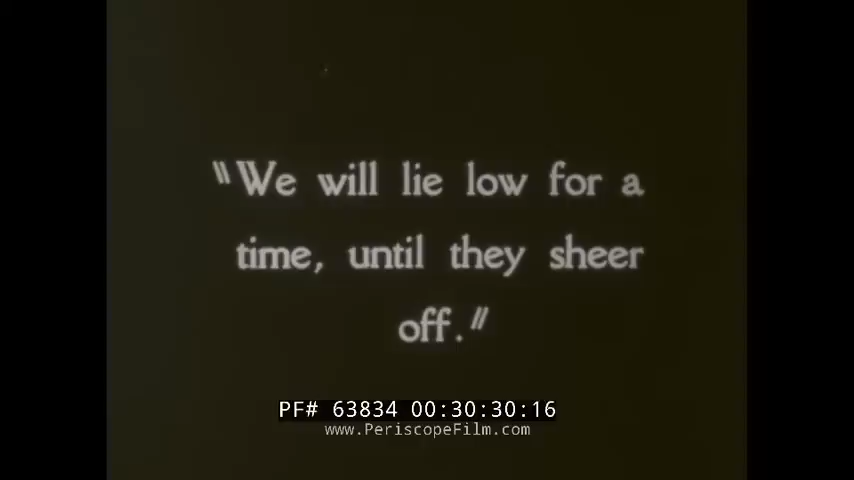 "We will lie low for a
time, until they sheer
off."
PF# 63834 00:30:30:16
www.PeriscopeFilm.com